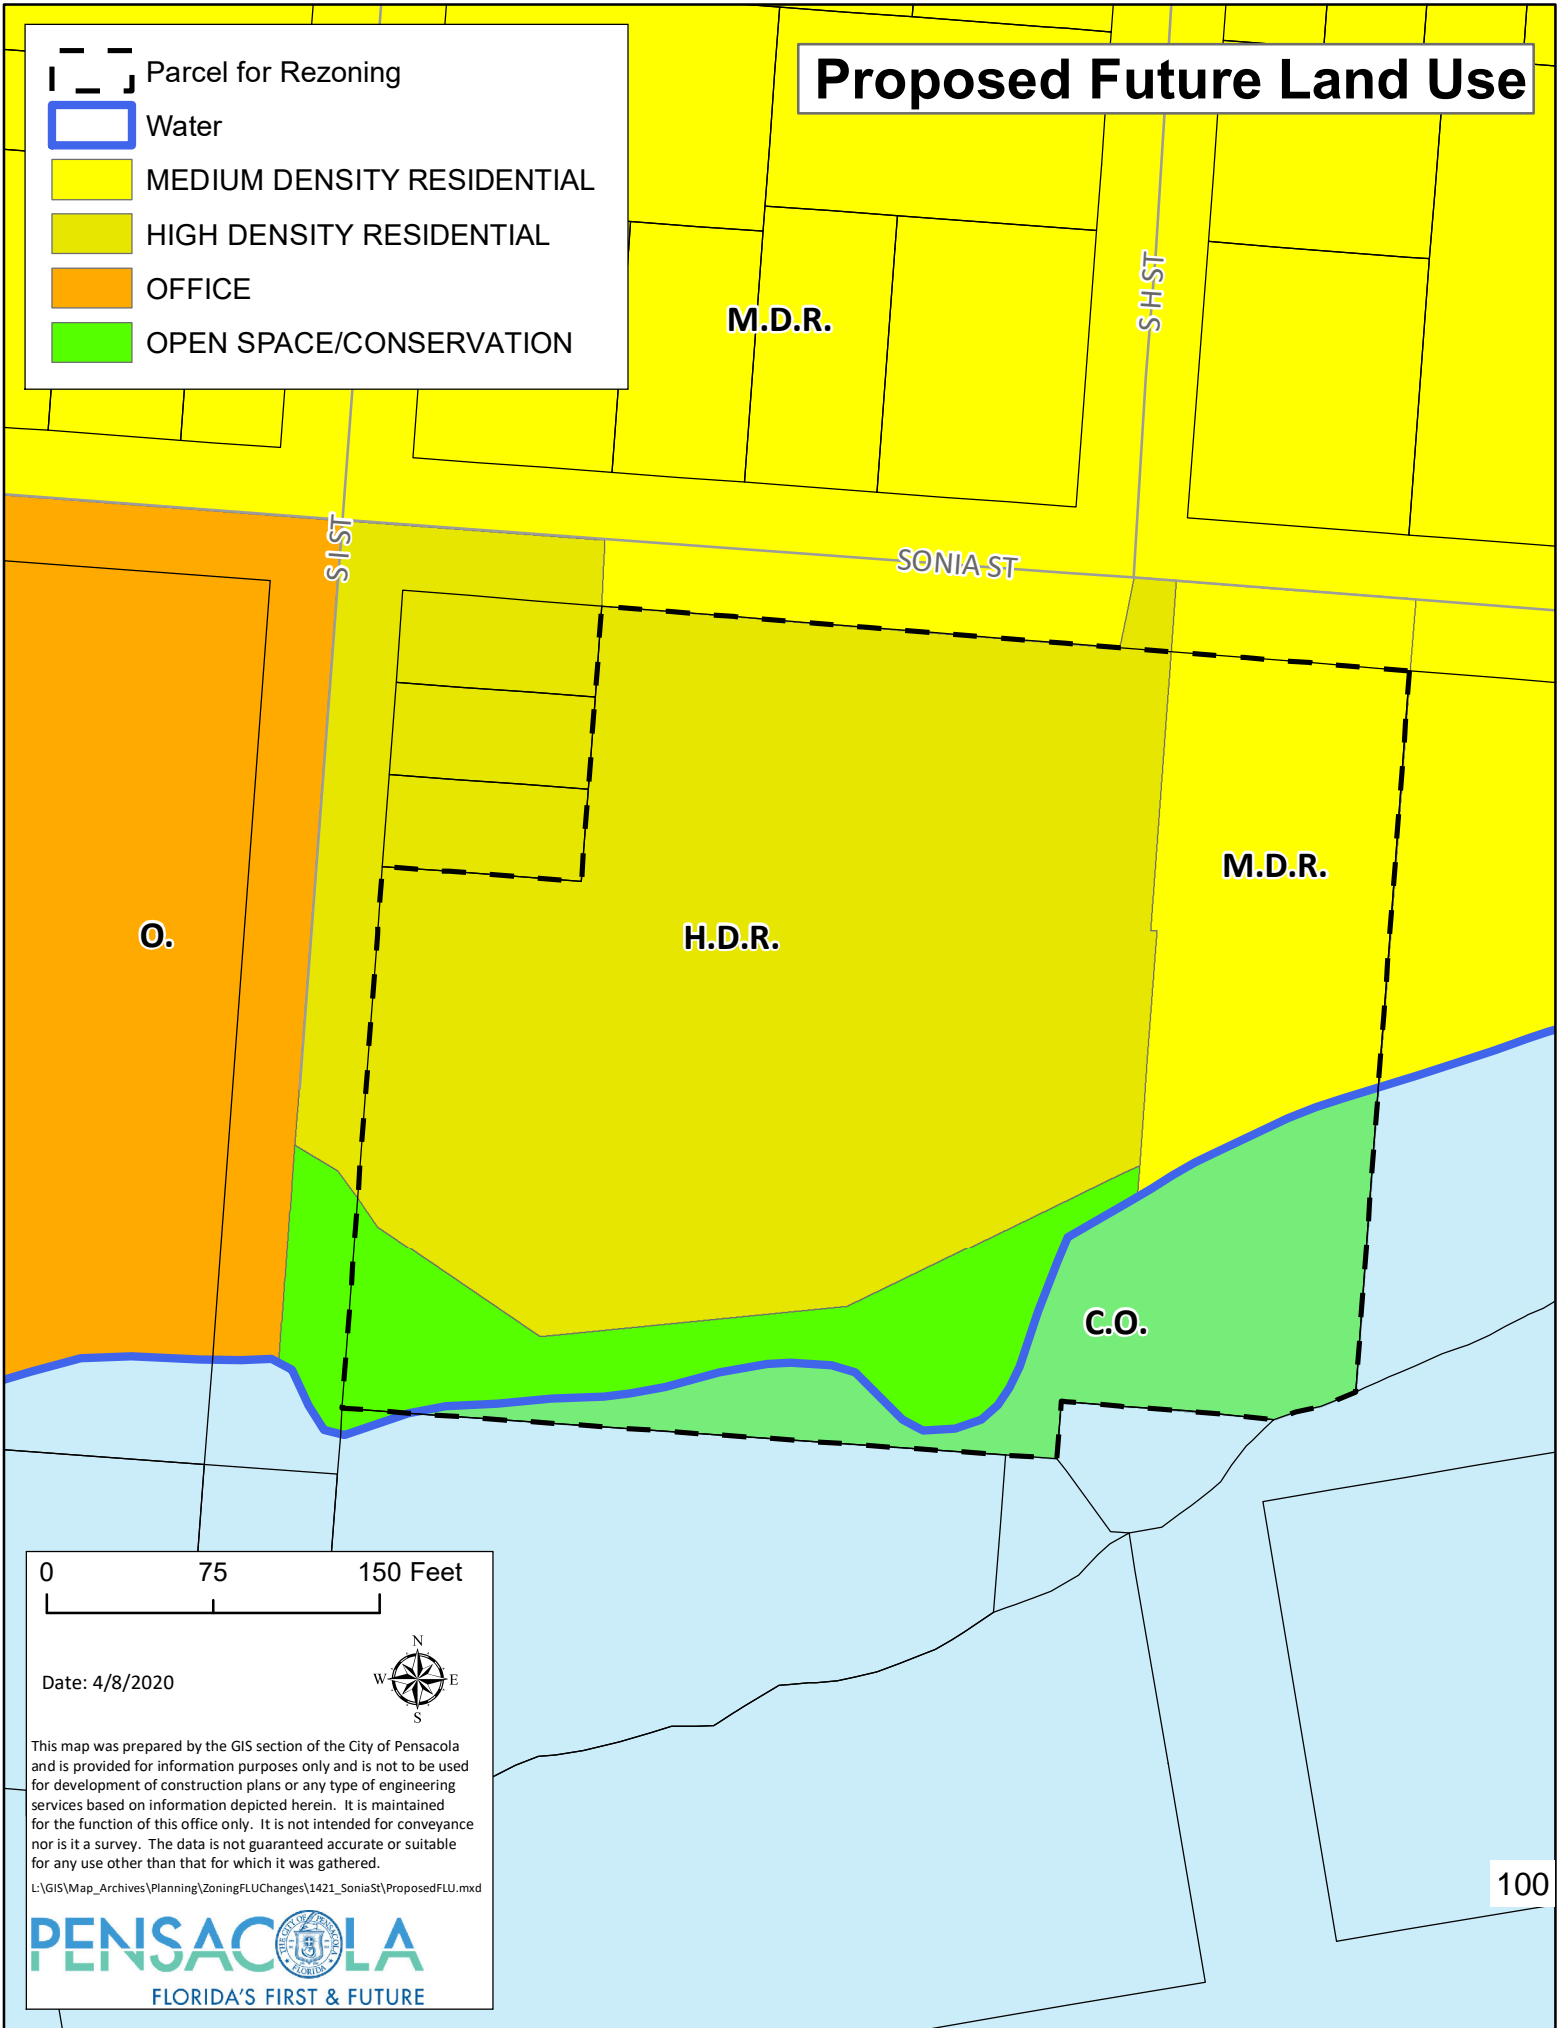 Parcel for Rezoning
Water
MEDIUM DENSITY RESIDENTIAL
HIGH DENSITY RESIDENTIAL
OFFICE
OPEN SPACE/CONSERVATION
Proposed Future Land Use
M.D.R.
S H ST
S I ST
SONIA ST
M.D.R.
O.
H.D.R.
C.O.
0 75 150 Feet
N
W E
S
Date: 4/8/2020
This map was prepared by the GIS section of the City of Pensacola
and is provided for information purposes only and is not to be used
for development of construction plans or any type of engineering
services based on information depicted herein. It is maintained
for the function of this office only. It is not intended for conveyance
nor is it a survey. The data is not guaranteed accurate or suitable
for any use other than that for which it was gathered.
L:\GIS\Map_Archives\Planning\ZoningFLUChanges\1421_SoniaSt\ProposedFLU.mxd
100
PENSACOLA
THE CITY OF PENSACOLA
FLORIDA
FLORIDA'S FIRST & FUTURE